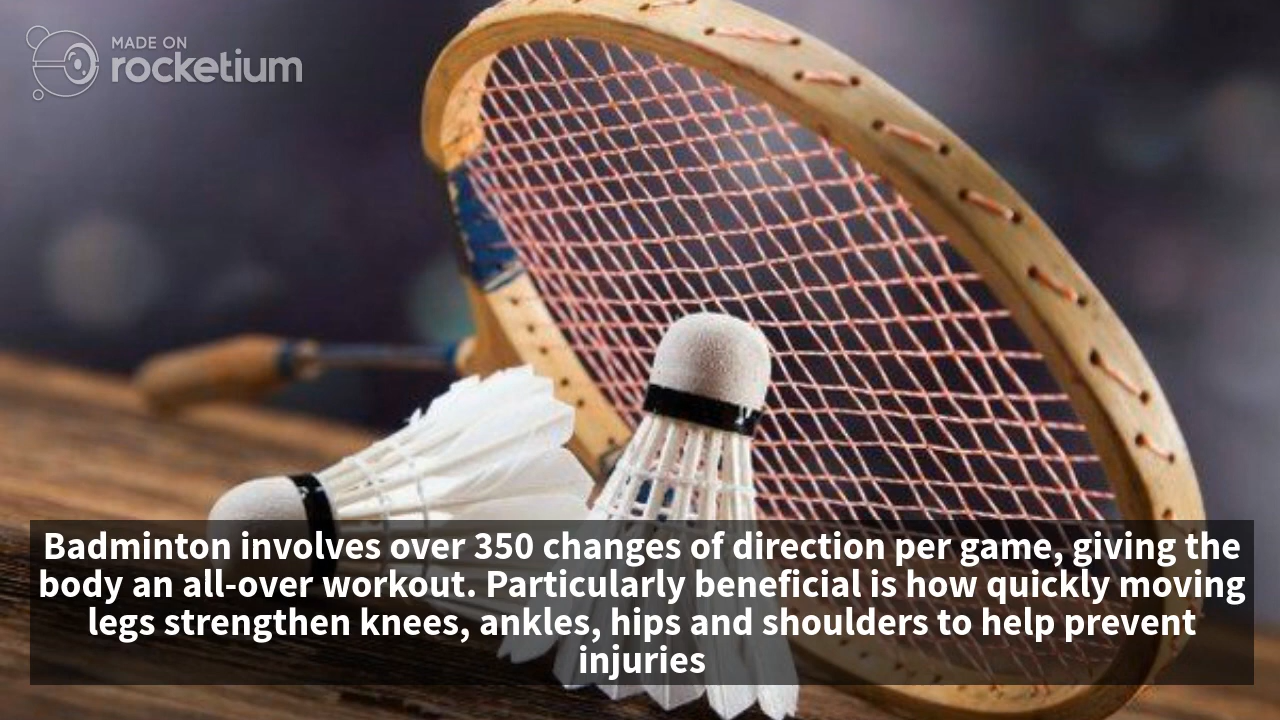 MADE ON
rocketium
Badminton involves over 350 changes of direction per game, giving the
body an all-over workout. Particularly beneficial is how quickly moving
legs strengthen knees, ankles, hips and shoulders to help prevent
injuries